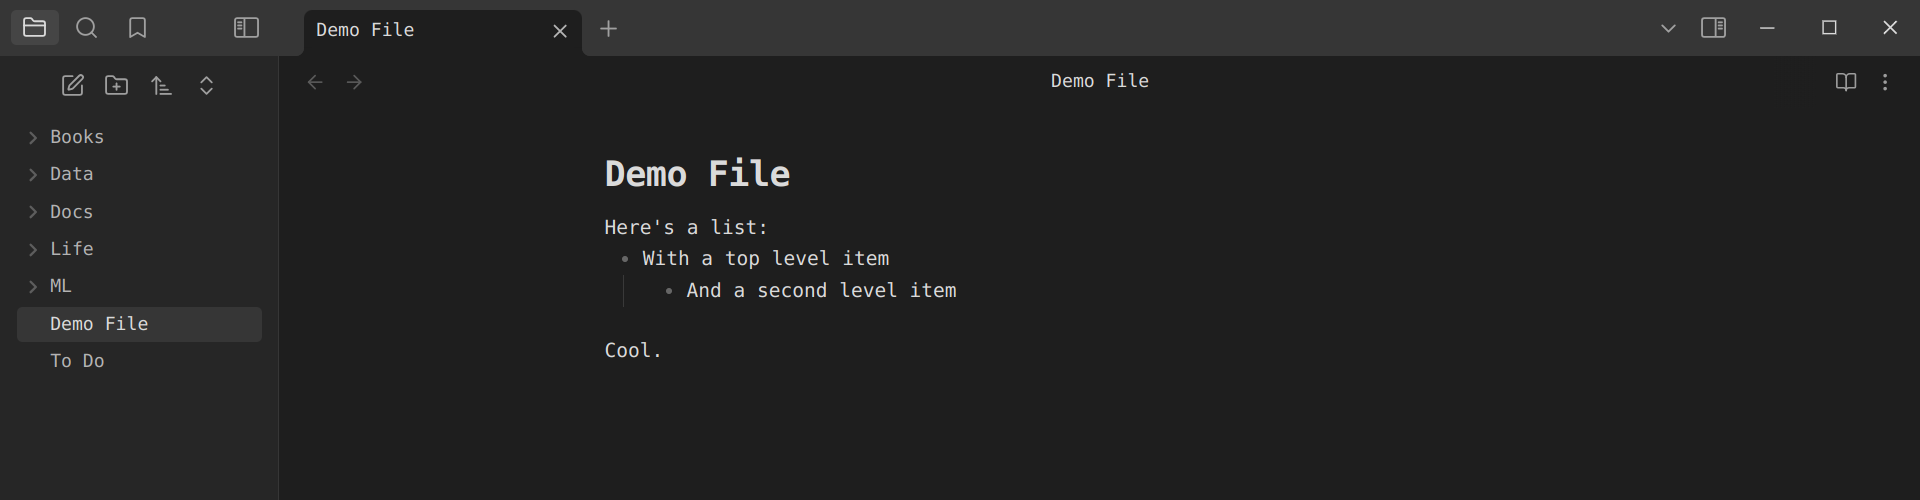 Demo File
Demo File
Books
Data
Docs
Life
ML
Demo File
To Do
Demo File
Here's a list:
With a top level item
And a second level item
Cool.